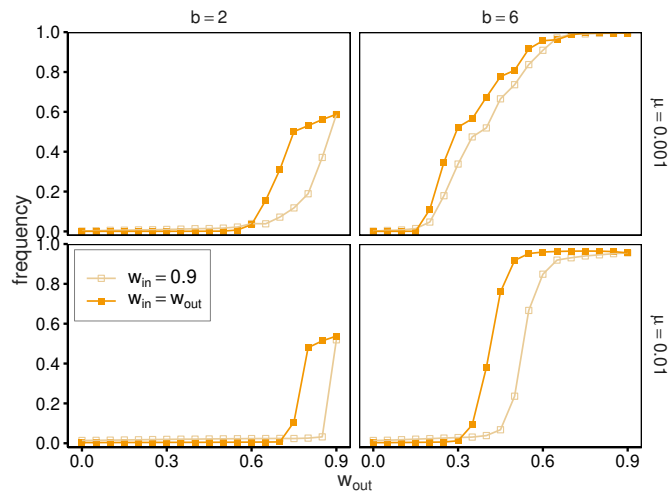 b = 2
b = 6
1.0
0.8
0.6
0.4
0.2
0.0
μ = 0.001
1.0
0.8
0.6
0.4
0.2
0.0
μ = 0.01
frequency
w_in = 0.9
w_in = w_out
0.0 0.3 0.6 0.9
0.0 0.3 0.6 0.9
w_out